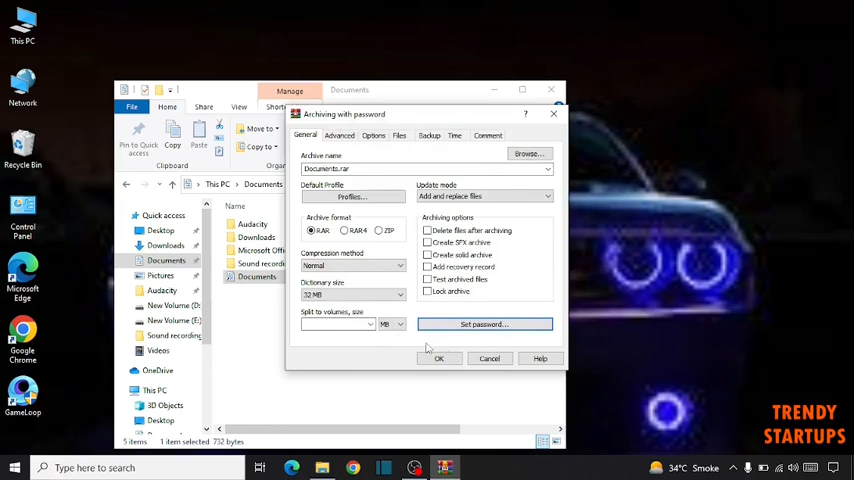 This PC
Network
Recycle Bin
Control
Panel
Microsoft
Edge
Google
Chrome
GameLoop
Manage
Documents
File
Home
Share
View
Pin to Quick
access
Copy
Paste
Move to
Copy to
Clipboard
This PC
Documents
Name
Quick access
Desktop
Downloads
Documents
Pictures
Audacity
New Volume (D:
New Volume (E:
Sound recording
Videos
OneDrive
This PC
3D Objects
Desktop
Audacity
Downloads
Microsoft Offi
Sound recordi
Documents
5 items
1 item selected 732 bytes
Archiving with password
?
General
Advanced
Options
Files
Backup
Time
Comment
Archive name
Browse...
Documents.rar
Default Profile
Profiles...
Update mode
Add and replace files
Archive format
RAR
RAR4
ZIP
Compression method
Normal
Dictionary size
32 MB
Split to volumes, size
MB
Archiving options
Delete files after archiving
Create SFX archive
Create solid archive
Add recovery record
Test archived files
Lock archive
Set password...
OK
Cancel
Help
TRENDY
STARTUPS
Type here to search
34°C Smoke